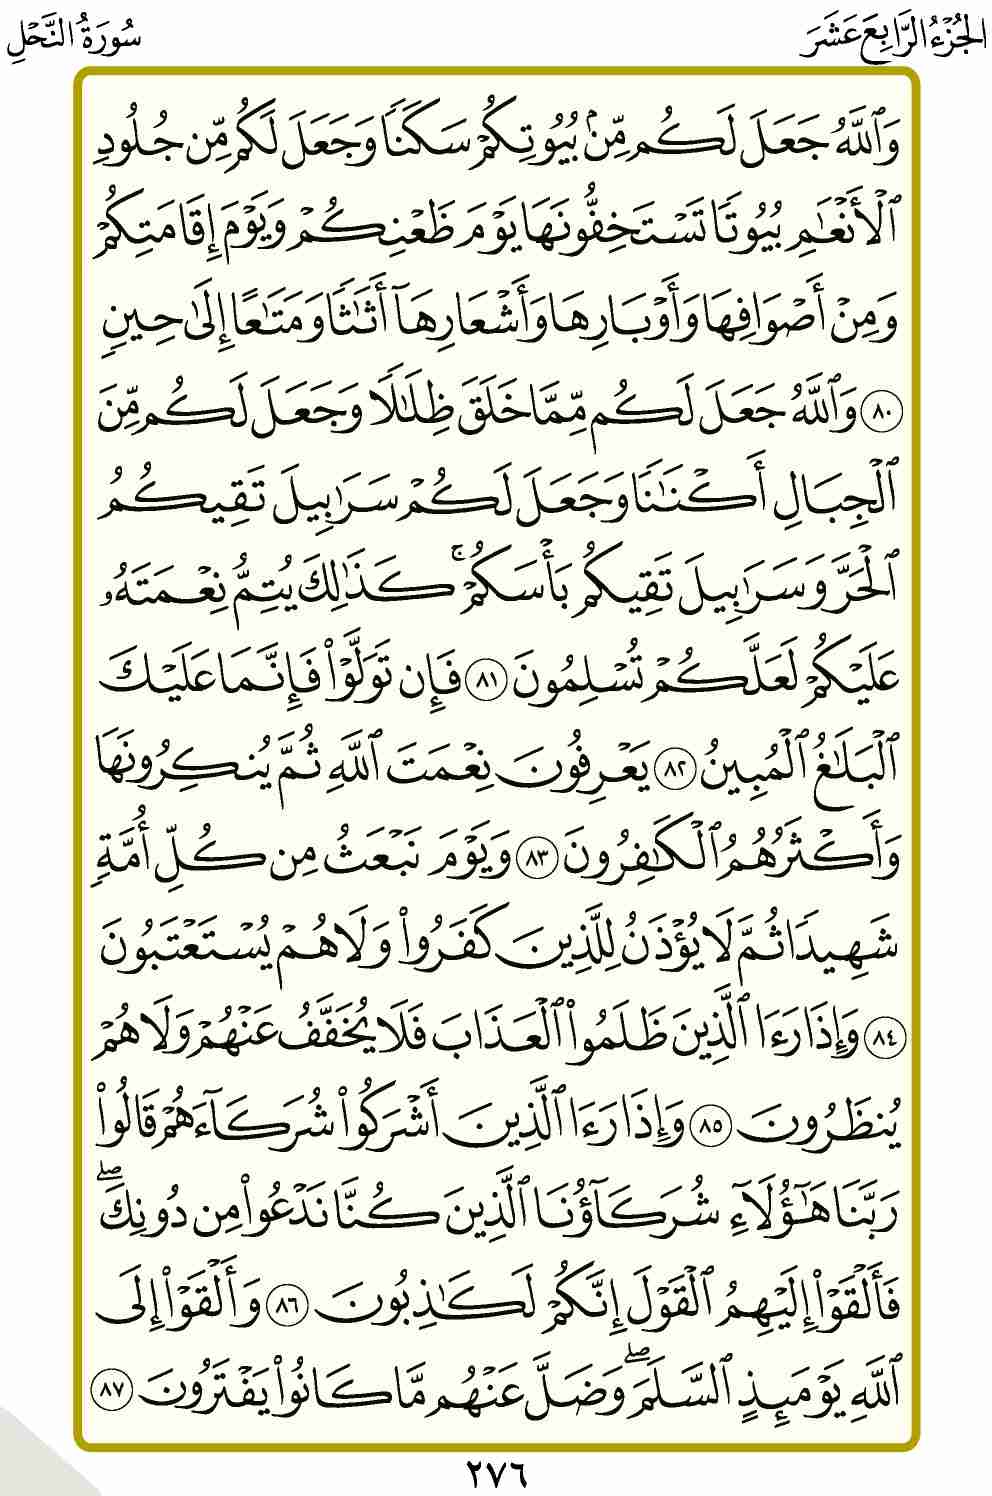 الجُزْءُ الرَّابِعَ عَشَرَ
سُورَةُ النَّحْلِ
وَٱللَّهُ جَعَلَ لَكُم مِّنۢ بُيُوتِكُمْ سَكَنًا وَجَعَلَ لَكُم مِّن جُلُودِ
ٱلْأَنْعَٰمِ بُيُوتًا تَسْتَخِفُّونَهَا يَوْمَ ظَعْنِكُمْ وَيَوْمَ إِقَامَتِكُمْ
وَمِنْ أَصْوَافِهَا وَأَوْبَارِهَا وَأَشْعَارِهَآ أَثَٰثًا وَمَتَٰعًا إِلَىٰ حِينٍ
٨٠ وَٱللَّهُ جَعَلَ لَكُم مِّمَّا خَلَقَ ظِلَٰلًا وَجَعَلَ لَكُم مِّنَ
ٱلْجِبَالِ أَكْنَٰنًا وَجَعَلَ لَكُمْ سَرَٰبِيلَ تَقِيكُمُ
ٱلْحَرَّ وَسَرَٰبِيلَ تَقِيكُم بَأْسَكُمْ ۚ كَذَٰلِكَ يُتِمُّ نِعْمَتَهُۥ
عَلَيْكُمْ لَعَلَّكُمْ تُسْلِمُونَ ٨١ فَإِن تَوَلَّوْا۟ فَإِنَّمَا عَلَيْكَ
ٱلْبَلَٰغُ ٱلْمُبِينُ ٨٢ يَعْرِفُونَ نِعْمَتَ ٱللَّهِ ثُمَّ يُنكِرُونَهَا
وَأَكْثَرُهُمُ ٱلْكَٰفِرُونَ ٨٣ وَيَوْمَ نَبْعَثُ مِن كُلِّ أُمَّةٍ
شَهِيدًا ثُمَّ لَا يُؤْذَنُ لِلَّذِينَ كَفَرُوا۟ وَلَا هُمْ يُسْتَعْتَبُونَ
٨٤ وَإِذَا رَءَا ٱلَّذِينَ ظَلَمُوا۟ ٱلْعَذَابَ فَلَا يُخَفَّفُ عَنْهُمْ وَلَا هُمْ
يُنظَرُونَ ٨٥ وَإِذَا رَءَا ٱلَّذِينَ أَشْرَكُوا۟ شُرَكَآءَهُمْ قَالُوا۟
رَبَّنَا هَٰٓؤُلَآءِ شُرَكَآؤُنَا ٱلَّذِينَ كُنَّا نَدْعُوا۟ مِن دُونِكَ ۖ
فَأَلْقَوْا۟ إِلَيْهِمُ ٱلْقَوْلَ إِنَّكُمْ لَكَٰذِبُونَ ٨٦ وَأَلْقَوْا۟ إِلَى
ٱللَّهِ يَوْمَئِذٍ ٱلسَّلَمَ ۖ وَضَلَّ عَنْهُم مَّا كَانُوا۟ يَفْتَرُونَ ٨٧
٢٧٦